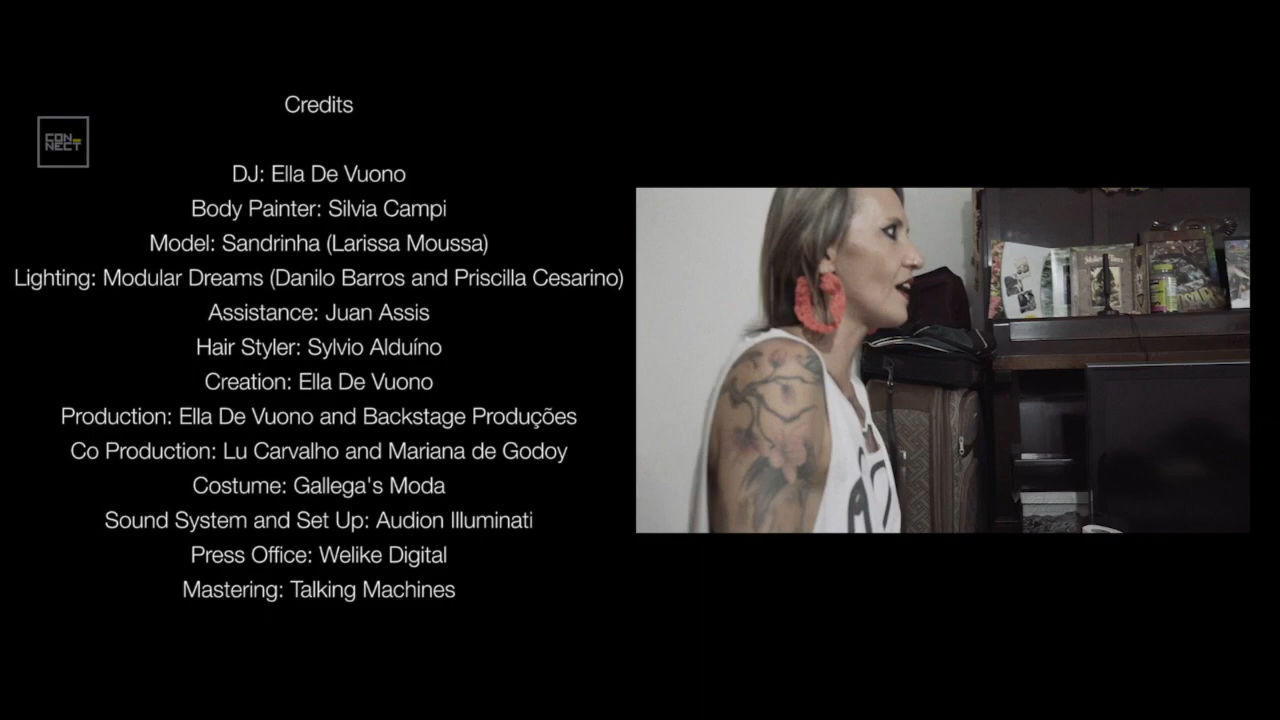 Credits
CON_
NECT
DJ: Ella De Vuono
Body Painter: Silvia Campi
Model: Sandrinha (Larissa Moussa)
Lighting: Modular Dreams (Danilo Barros and Priscilla Cesarino)
Assistance: Juan Assis
Hair Styler: Sylvio Alduíno
Creation: Ella De Vuono
Production: Ella De Vuono and Backstage Produções
Co Production: Lu Carvalho and Mariana de Godoy
Costume: Gallega's Moda
Sound System and Set Up: Audion Illuminati
Press Office: Welike Digital
Mastering: Talking Machines